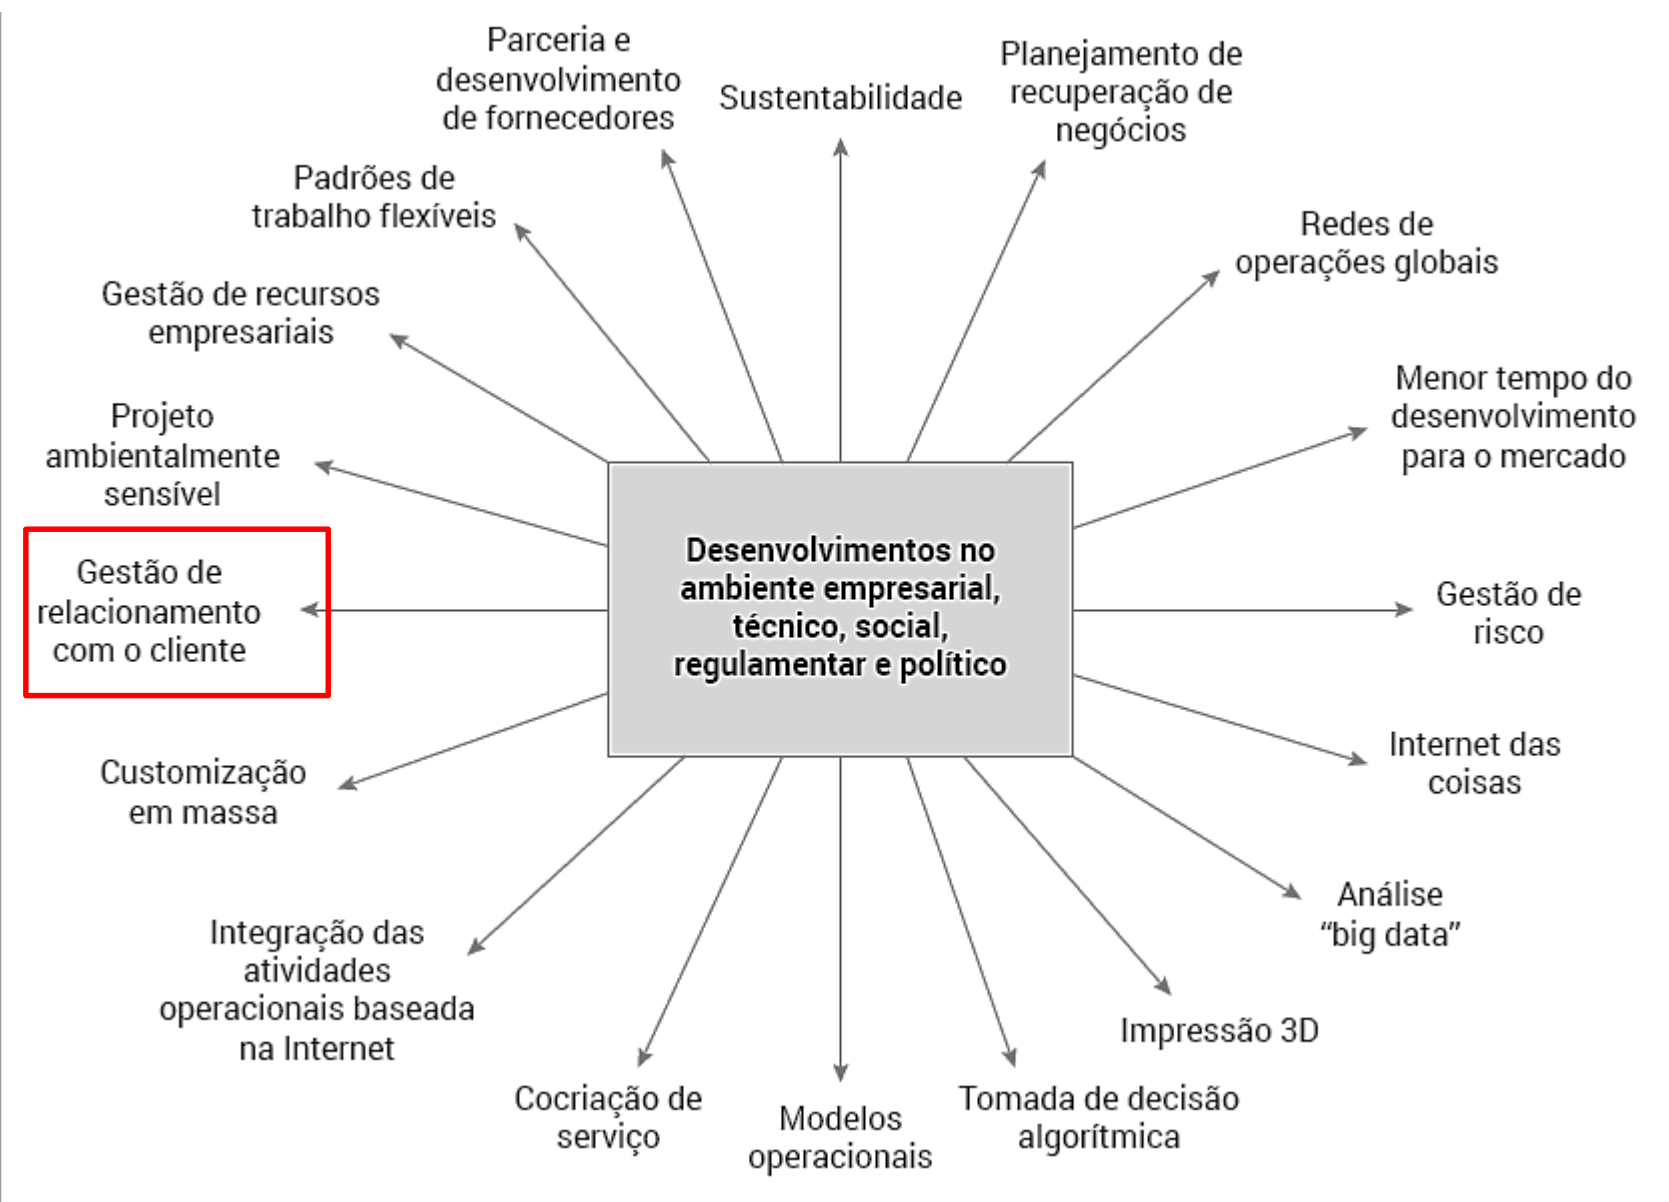 Parceria e
desenvolvimento
de fornecedores
Sustentabilidade
Planejamento de
recuperação de
negócios
Padrões de
trabalho flexíveis
Redes de
operações globais
Gestão de recursos
empresariais
Menor tempo do
desenvolvimento
para o mercado
Projeto
ambientalmente
sensível
Desenvolvimentos no
ambiente empresarial,
técnico, social,
regulamentar e político
Gestão de
relacionamento
com o cliente
Gestão de
risco
Customização
em massa
Internet das
coisas
Integração das
atividades
operacionais baseada
na Internet
Análise
“big data”
Impressão 3D
Cocriação de
serviço
Modelos
operacionais
Tomada de decisão
algorítmica